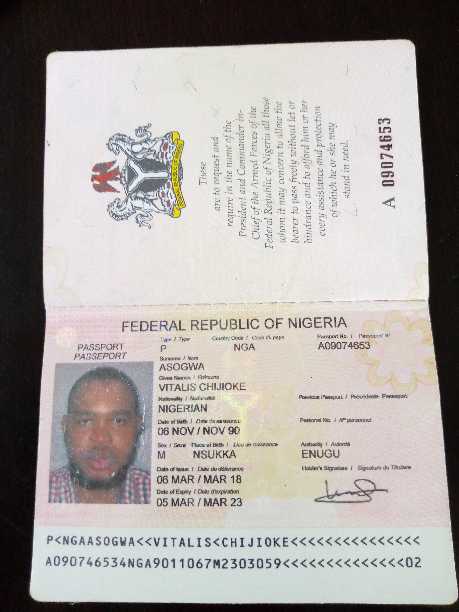 These
are to request and
require in the name of the
President and Commander-in-
Chief of the Armed Forces of the
Federal Republic of Nigeria all those
whom it may concern to allow the
bearer to pass freely without let or
hindrance and to afford him or her
every assistance and protection
of which he or she may
stand in need.
A 09074653
FEDERAL REPUBLIC OF NIGERIA
PASSPORT
PASSEPORT
Type / Type
Country Code / Code du pays
Passport No. / Passeport N°
P
NGA
A09074653
Surname / Nom
ASOGWA
Given Names / Prénoms
VITALIS CHIJIOKE
Nationality / Nationalité
Previous Passport / Précédente Passeport
NIGERIAN
Date of Birth / Date de naissance
Personal No. / N° personnel
06 NOV / NOV 90
Sex / Sexe
Place of Birth / Lieu de naissance
Authority / Autorité
M
NSUKKA
ENUGU
Date of Issue / Date de délivrance
Holder's Signature / Signature du Titulaire
06 MAR / MAR 18
Date of Expiry / Date d'expiration
05 MAR / MAR 23
P<NGAASOGWA<<VITALIS<CHIJIOKE<<<<<<<<<<<<<<<
A090746534NGA9011067M2303059<<<<<<<<<<<<<<02